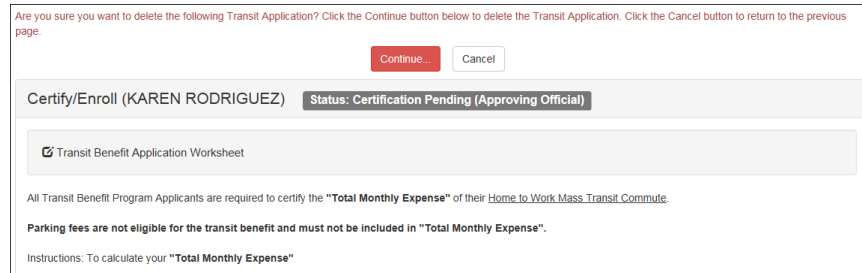 Are you sure you want to delete the following Transit Application? Click the Continue button below to delete the Transit Application. Click the Cancel button to return to the previous
page.
Continue... Cancel
Certify/Enroll (KAREN RODRIGUEZ) Status: Certification Pending (Approving Official)
Transit Benefit Application Worksheet
All Transit Benefit Program Applicants are required to certify the "Total Monthly Expense" of their Home to Work Mass Transit Commute.
Parking fees are not eligible for the transit benefit and must not be included in "Total Monthly Expense".
Instructions: To calculate your "Total Monthly Expense"